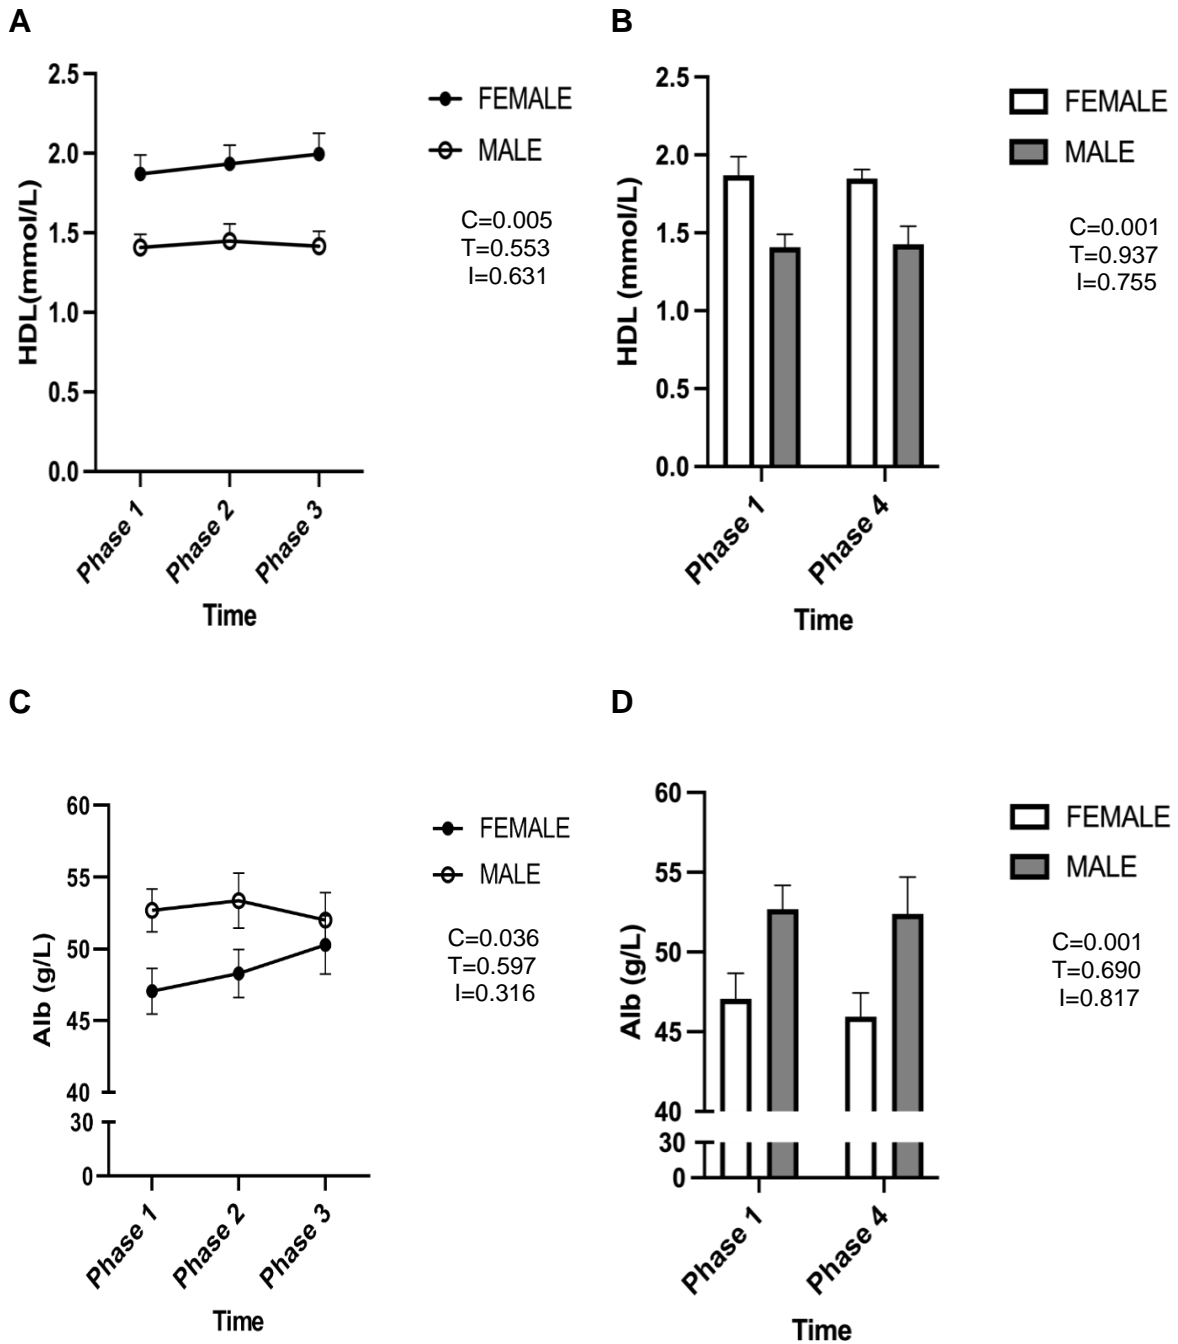 A
2.5
2.0
1.5
1.0
0.5
0.0
HDL(mmol/L)
Phase 1
Phase 2
Phase 3
Time
FEMALE
MALE
C=0.005
T=0.553
I=0.631
B
2.5
2.0
1.5
1.0
0.5
0.0
HDL (mmol/L)
Phase 1
Phase 4
Time
FEMALE
MALE
C=0.001
T=0.937
I=0.755
C
60
55
50
45
40
30
0
Alb (g/L)
Phase 1
Phase 2
Phase 3
Time
FEMALE
MALE
C=0.036
T=0.597
I=0.316
D
60
55
50
45
40
30
0
Alb (g/L)
Phase 1
Phase 4
Time
FEMALE
MALE
C=0.001
T=0.690
I=0.817